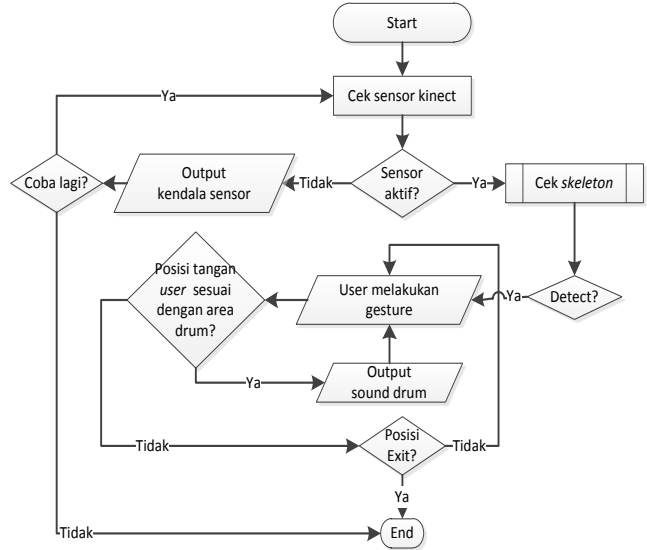 Start
Ya
Cek sensor kinect
Coba lagi?
Output
kendala sensor
Tidak
Sensor
aktif?
Ya
Cek skeleton
Posisi tangan
user sesuai
dengan area
drum?
User melakukan
gesture
Ya
Detect?
Ya
Output
sound drum
Tidak
Posisi
Exit?
Tidak
Ya
Tidak
End